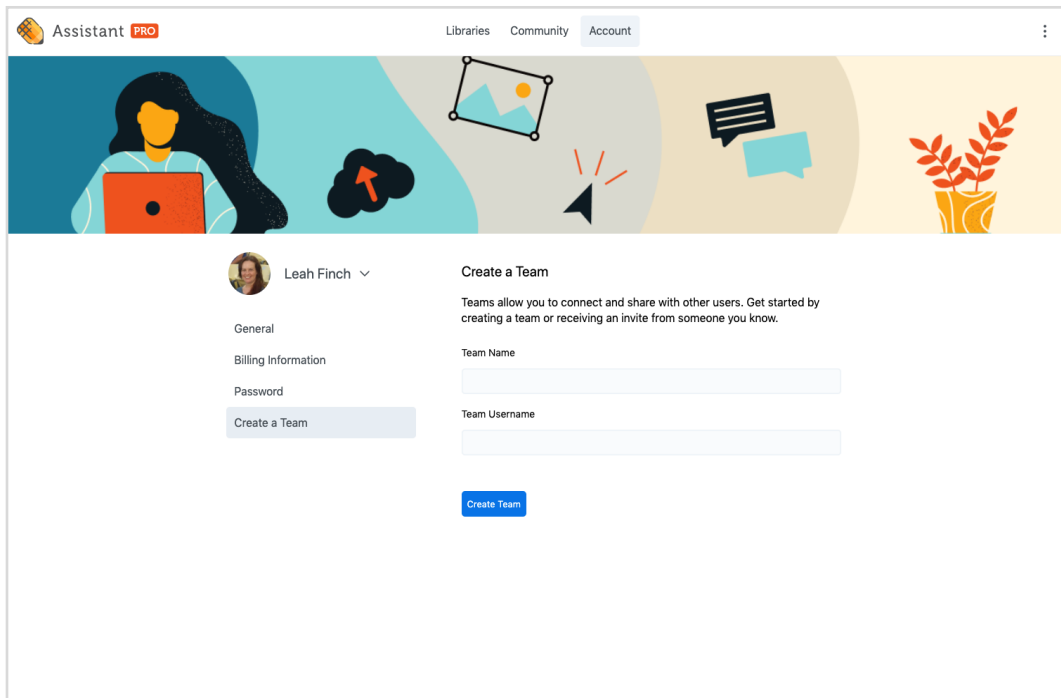 Assistant PRO
Libraries
Community
Account
Leah Finch
General
Billing Information
Password
Create a Team
Create a Team
Teams allow you to connect and share with other users. Get started by
creating a team or receiving an invite from someone you know.
Team Name
Team Username
Create Team